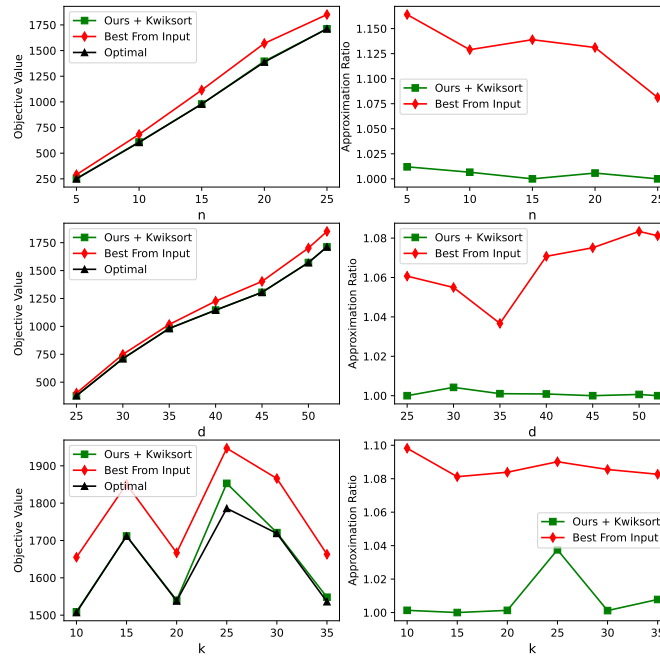 Objective Value
1750
1500
1250
1000
750
500
250
Ours + Kwiksort
Best From Input
Optimal
5 10 15 20 25
n
Approximation Ratio
1.150
1.125
1.100
1.075
1.050
1.025
1.000
Ours + Kwiksort
Best From Input
5 10 15 20 25
n
Objective Value
1750
1500
1250
1000
750
500
Ours + Kwiksort
Best From Input
Optimal
25 30 35 40 45 50
d
Approximation Ratio
1.08
1.06
1.04
1.02
1.00
Ours + Kwiksort
Best From Input
25 30 35 40 45 50
d
Objective Value
1900
1800
1700
1600
1500
Ours + Kwiksort
Best From Input
Optimal
10 15 20 25 30 35
k
Approximation Ratio
1.10
1.08
1.06
1.04
1.02
1.00
Ours + Kwiksort
Best From Input
10 15 20 25 30 35
k